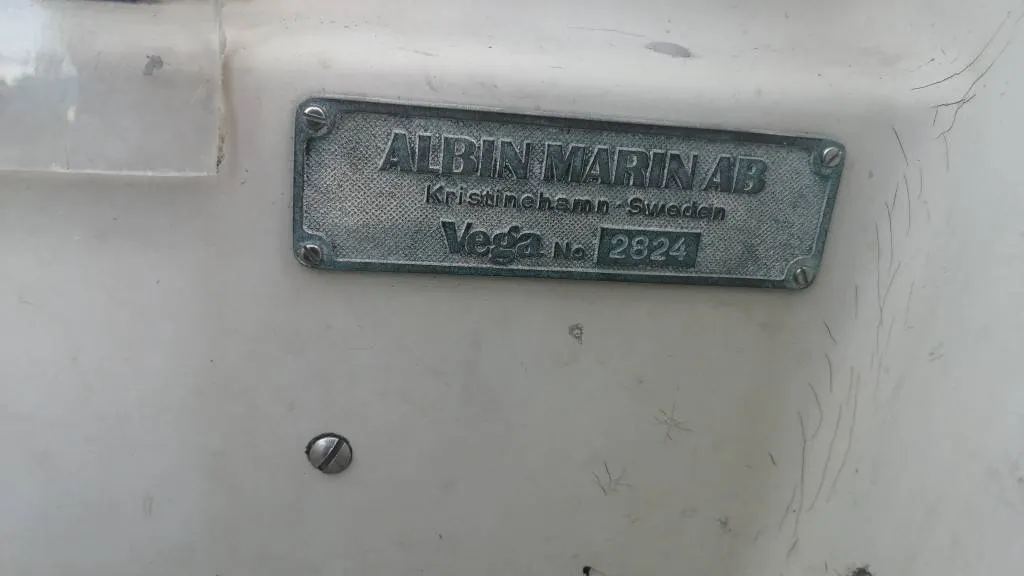 ALBIN MARIN AB
Kristinehamn-Sweden
Vega No 2824